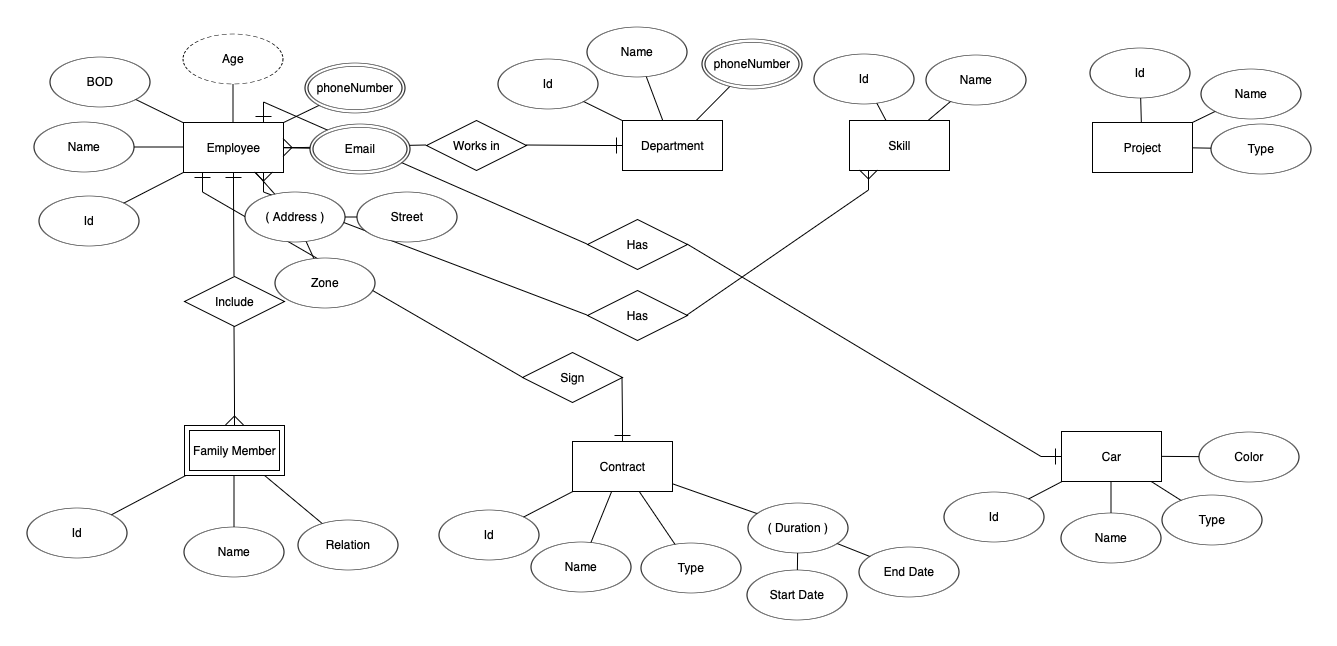 Age
Name
phoneNumber
BOD
phoneNumber
Id
Id
Name
Id
Name
Name
Employee
Email
Works in
Department
Skill
Project
Type
Id
( Address )
Street
Has
Zone
Include
Has
Sign
Family Member
Contract
Car
Color
Id
Name
Relation
Id
Name
Type
( Duration )
Start Date
End Date
Id
Name
Type